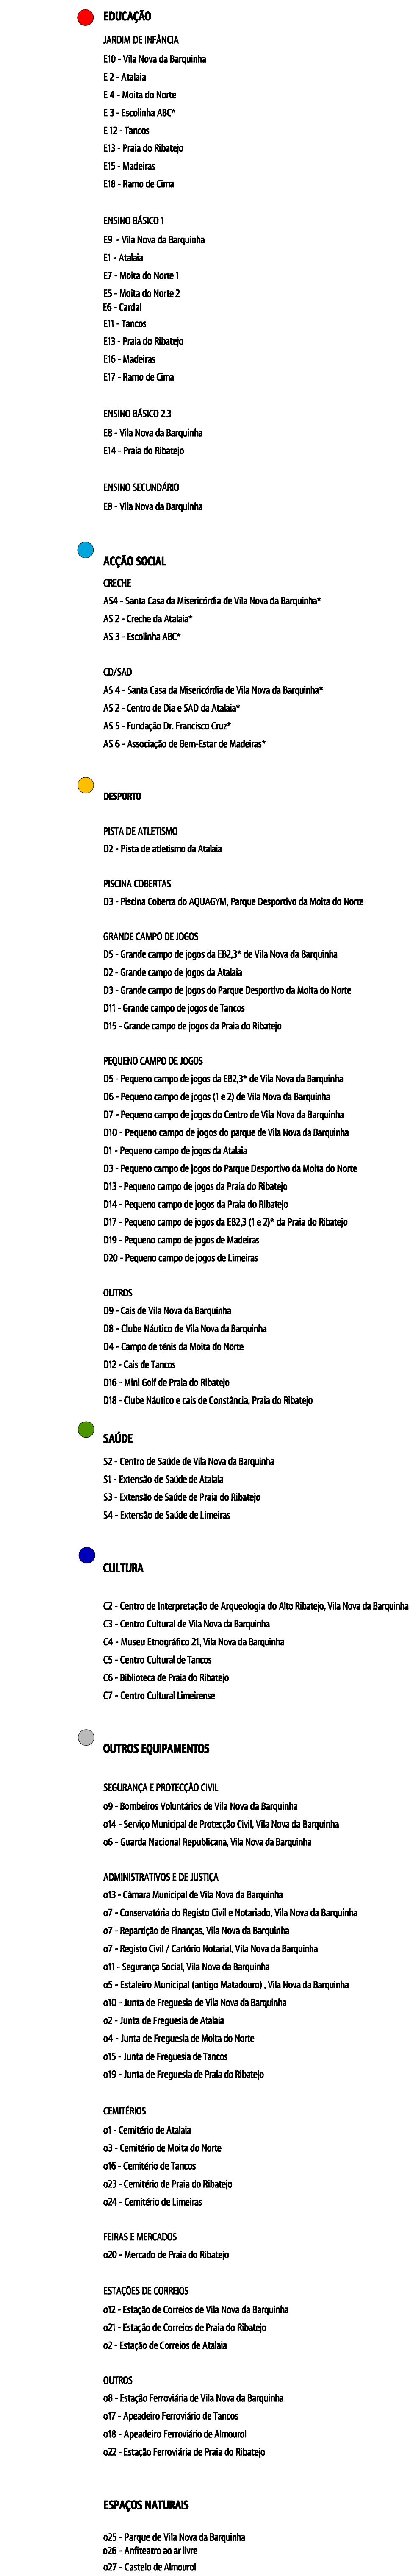 EDUCAÇÃO
JARDIM DE INFÂNCIA
E10 - Vila Nova da Barquinha
E 2 - Atalaia
E 4 - Moita do Norte
E 3 - Escolinha ABC*
E 12 - Tancos
E13 - Praia do Ribatejo
E15 - Madeiras
E18 - Ramo de Cima
ENSINO BÁSICO 1
E9 - Vila Nova da Barquinha
E1 - Atalaia
E7 - Moita do Norte 1
E5 - Moita do Norte 2
E6 - Cardal
E11 - Tancos
E13 - Praia do Ribatejo
E16 - Madeiras
E17 - Ramo de Cima
ENSINO BÁSICO 2,3
E8 - Vila Nova da Barquinha
E14 - Praia do Ribatejo
ENSINO SECUNDÁRIO
E8 - Vila Nova da Barquinha
ACÇÃO SOCIAL
CRECHE
AS4 - Santa Casa da Misericórdia de Vila Nova da Barquinha*
AS 2 - Creche da Atalaia*
AS 3 - Escolinha ABC*
CD/SAD
AS 4 - Santa Casa da Misericórdia de Vila Nova da Barquinha*
AS 2 - Centro de Dia e SAD da Atalaia*
AS 5 - Fundação Dr. Francisco Cruz*
AS 6 - Associação de Bem-Estar de Madeiras*
DESPORTO
PISTA DE ATLETISMO
D2 - Pista de atletismo da Atalaia
PISCINA COBERTAS
D3 - Piscina Coberta do AQUAGYM, Parque Desportivo da Moita do Norte
GRANDE CAMPO DE JOGOS
D5 - Grande campo de jogos da EB2,3* de Vila Nova da Barquinha
D2 - Grande campo de jogos da Atalaia
D3 - Grande campo de jogos do Parque Desportivo da Moita do Norte
D11 - Grande campo de jogos de Tancos
D15 - Grande campo de jogos da Praia do Ribatejo
PEQUENO CAMPO DE JOGOS
D5 - Pequeno campo de jogos da EB2,3* de Vila Nova da Barquinha
D6 - Pequeno campo de jogos (1 e 2) de Vila Nova da Barquinha
D7 - Pequeno campo de jogos do Centro de Vila Nova da Barquinha
D10 - Pequeno campo de jogos do parque de Vila Nova da Barquinha
D1 - Pequeno campo de jogos da Atalaia
D3 - Pequeno campo de jogos do Parque Desportivo da Moita do Norte
D13 - Pequeno campo de jogos da Praia do Ribatejo
D14 - Pequeno campo de jogos da Praia do Ribatejo
D17 - Pequeno campo de jogos da EB2,3 (1 e 2)* da Praia do Ribatejo
D19 - Pequeno campo de jogos de Madeiras
D20 - Pequeno campo de jogos de Limeiras
OUTROS
D9 - Cais de Vila Nova da Barquinha
D8 - Clube Náutico de Vila Nova da Barquinha
D4 - Campo de ténis da Moita do Norte
D12 - Cais de Tancos
D16 - Mini Golf de Praia do Ribatejo
D18 - Clube Náutico e cais de Constância, Praia do Ribatejo
SAÚDE
S2 - Centro de Saúde de Vila Nova da Barquinha
S1 - Extensão de Saúde de Atalaia
S3 - Extensão de Saúde de Praia do Ribatejo
S4 - Extensão de Saúde de Limeiras
CULTURA
C2 - Centro de Interpretação de Arqueologia do Alto Ribatejo, Vila Nova da Barquinha
C3 - Centro Cultural de Vila Nova da Barquinha
C4 - Museu Etnográfico 21, Vila Nova da Barquinha
C5 - Centro Cultural de Tancos
C6 - Biblioteca de Praia do Ribatejo
C7 - Centro Cultural Limeirense
OUTROS EQUIPAMENTOS
SEGURANÇA E PROTECÇÃO CIVIL
o9 - Bombeiros Voluntários de Vila Nova da Barquinha
o14 - Serviço Municipal de Protecção Civil, Vila Nova da Barquinha
o6 - Guarda Nacional Republicana, Vila Nova da Barquinha
ADMINISTRATIVOS E DE JUSTIÇA
o13 - Câmara Municipal de Vila Nova da Barquinha
o7 - Conservatória do Registo Civil e Notariado, Vila Nova da Barquinha
o7 - Repartição de Finanças, Vila Nova da Barquinha
o7 - Registo Civil / Cartório Notarial, Vila Nova da Barquinha
o11 - Segurança Social, Vila Nova da Barquinha
o5 - Estaleiro Municipal (antigo Matadouro) , Vila Nova da Barquinha
o10 - Junta de Freguesia de Vila Nova da Barquinha
o2 - Junta de Freguesia de Atalaia
o4 - Junta de Freguesia de Moita do Norte
o15 - Junta de Freguesia de Tancos
o19 - Junta de Freguesia de Praia do Ribatejo
CEMITÉRIOS
o1 - Cemitério de Atalaia
o3 - Cemitério de Moita do Norte
o16 - Cemitério de Tancos
o23 - Cemitério de Praia do Ribatejo
o24 - Cemitério de Limeiras
FEIRAS E MERCADOS
o20 - Mercado de Praia do Ribatejo
ESTAÇÕES DE CORREIOS
o12 - Estação de Correios de Vila Nova da Barquinha
o21 - Estação de Correios de Praia do Ribatejo
o2 - Estação de Correios de Atalaia
OUTROS
o8 - Estação Ferroviária de Vila Nova da Barquinha
o17 - Apeadeiro Ferroviário de Tancos
o18 - Apeadeiro Ferroviário de Almourol
o22 - Estação Ferroviária de Praia do Ribatejo
ESPAÇOS NATURAIS
o25 - Parque de Vila Nova da Barquinha
o26 - Anfiteatro ao ar livre
o27 - Castelo de Almourol